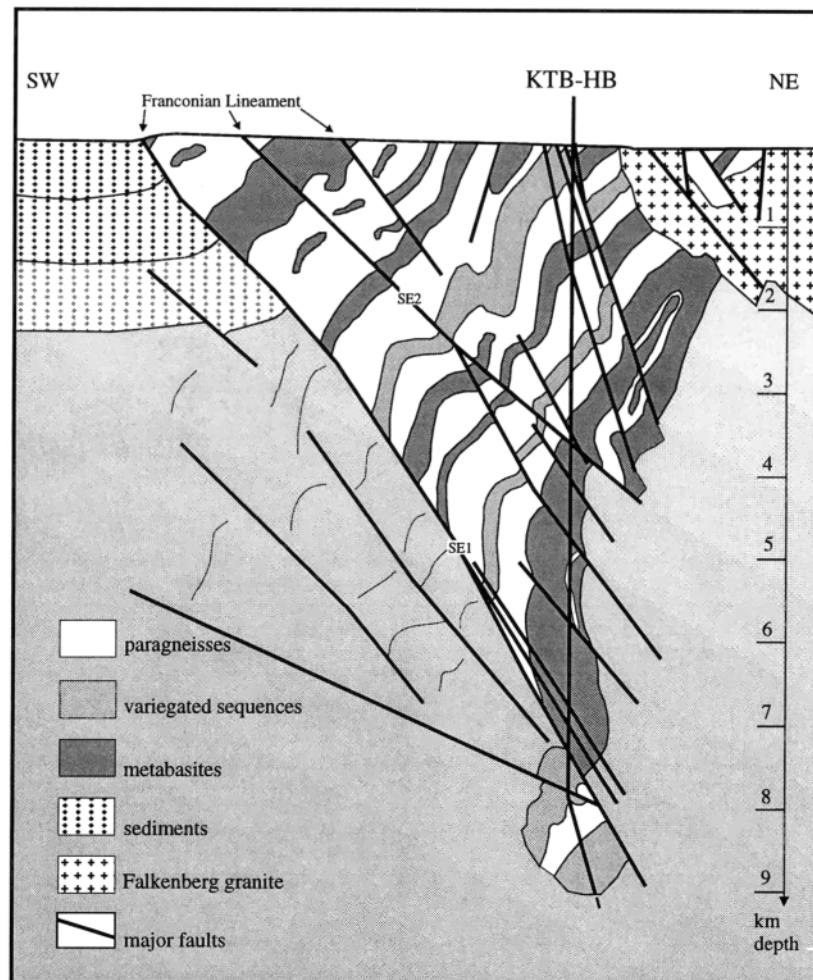 SW
KTB-HB
NE
Franconian Lineament
1
SE2
2
3
4
SE1
5
paragneisses
6
variegated sequences
7
metabasites
8
sediments
Falkenberg granite
9
major faults
km
depth